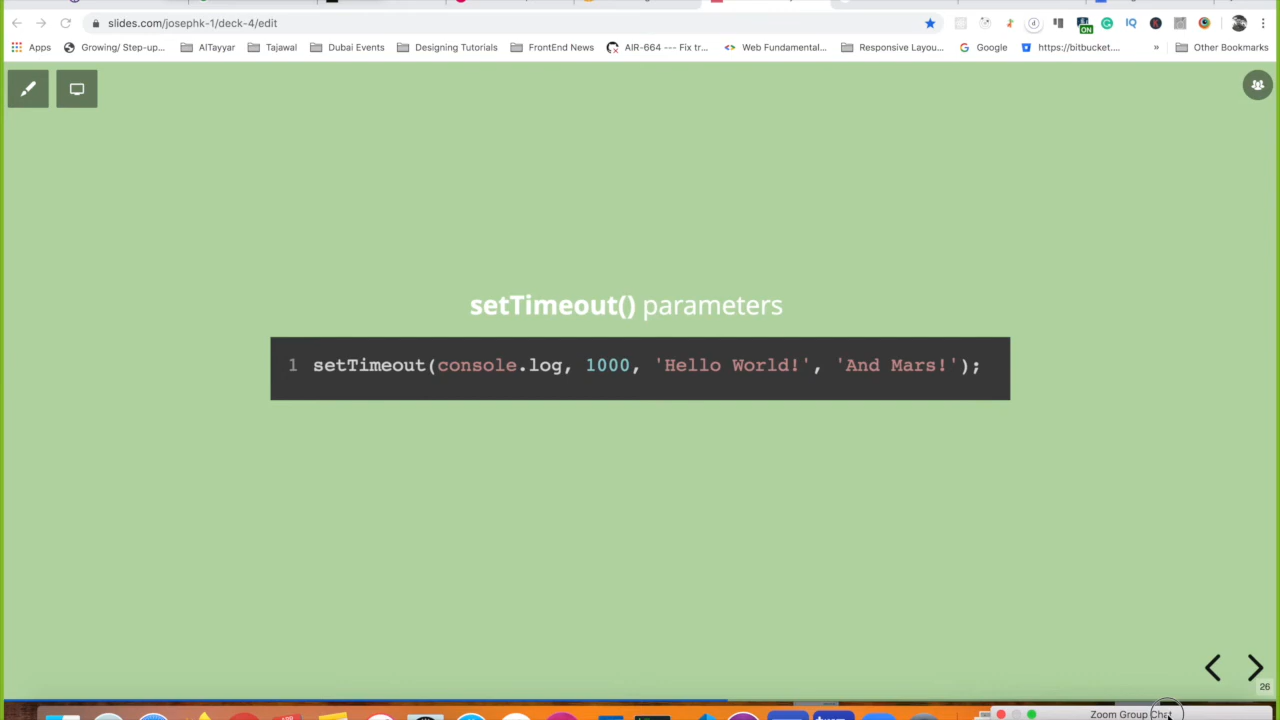 slides.com/josephk-1/deck-4/edit
Apps Growing/ Step-up... AlTayyar Tajawal Dubai Events Designing Tutorials FrontEnd News AIR-664 --- Fix tr... Web Fundamental... Responsive Layou... Google https://bitbucket.... » Other Bookmarks
ON
IQ
setTimeout() parameters
1 setTimeout(console.log, 1000, 'Hello World!', 'And Mars!');
26
Zoom Group Chat